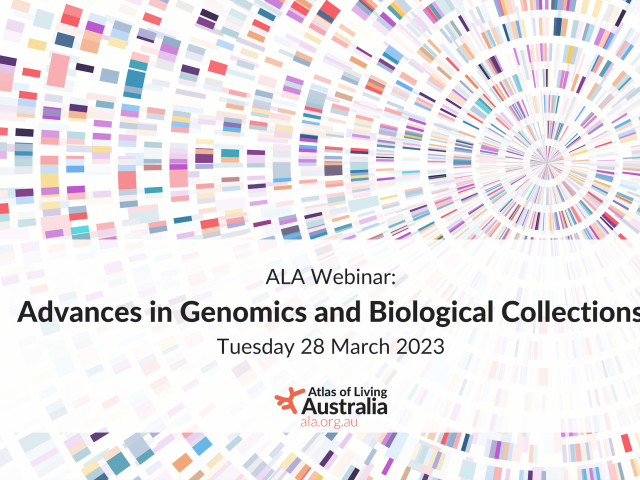 ALA Webinar:
Advances in Genomics and Biological Collections
Tuesday 28 March 2023
Atlas of Living
Australia
ala.org.au